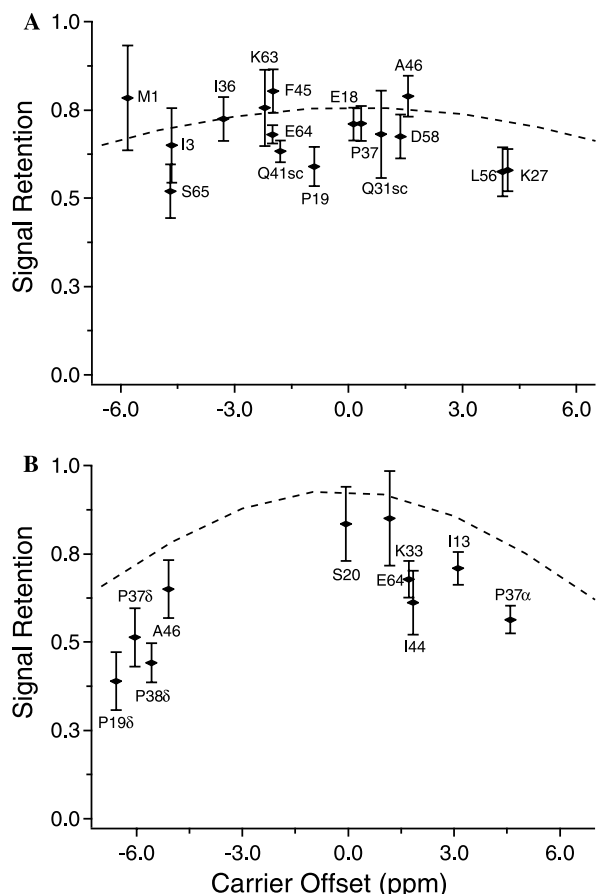 A
1.0
0.8
0.5
0.3
0.0
Signal Retention
M1
I3
S65
I36
K63
F45
E64
Q41sc
P19
E18
P37
Q31sc
A46
D58
L56
K27
-6.0 -3.0 0.0 3.0 6.0
B
1.0
0.8
0.5
0.3
0.0
Signal Retention
P19δ
P37δ
P38δ
A46
S20
E64
K33
I44
I13
P37α
-6.0 -3.0 0.0 3.0 6.0
Carrier Offset (ppm)